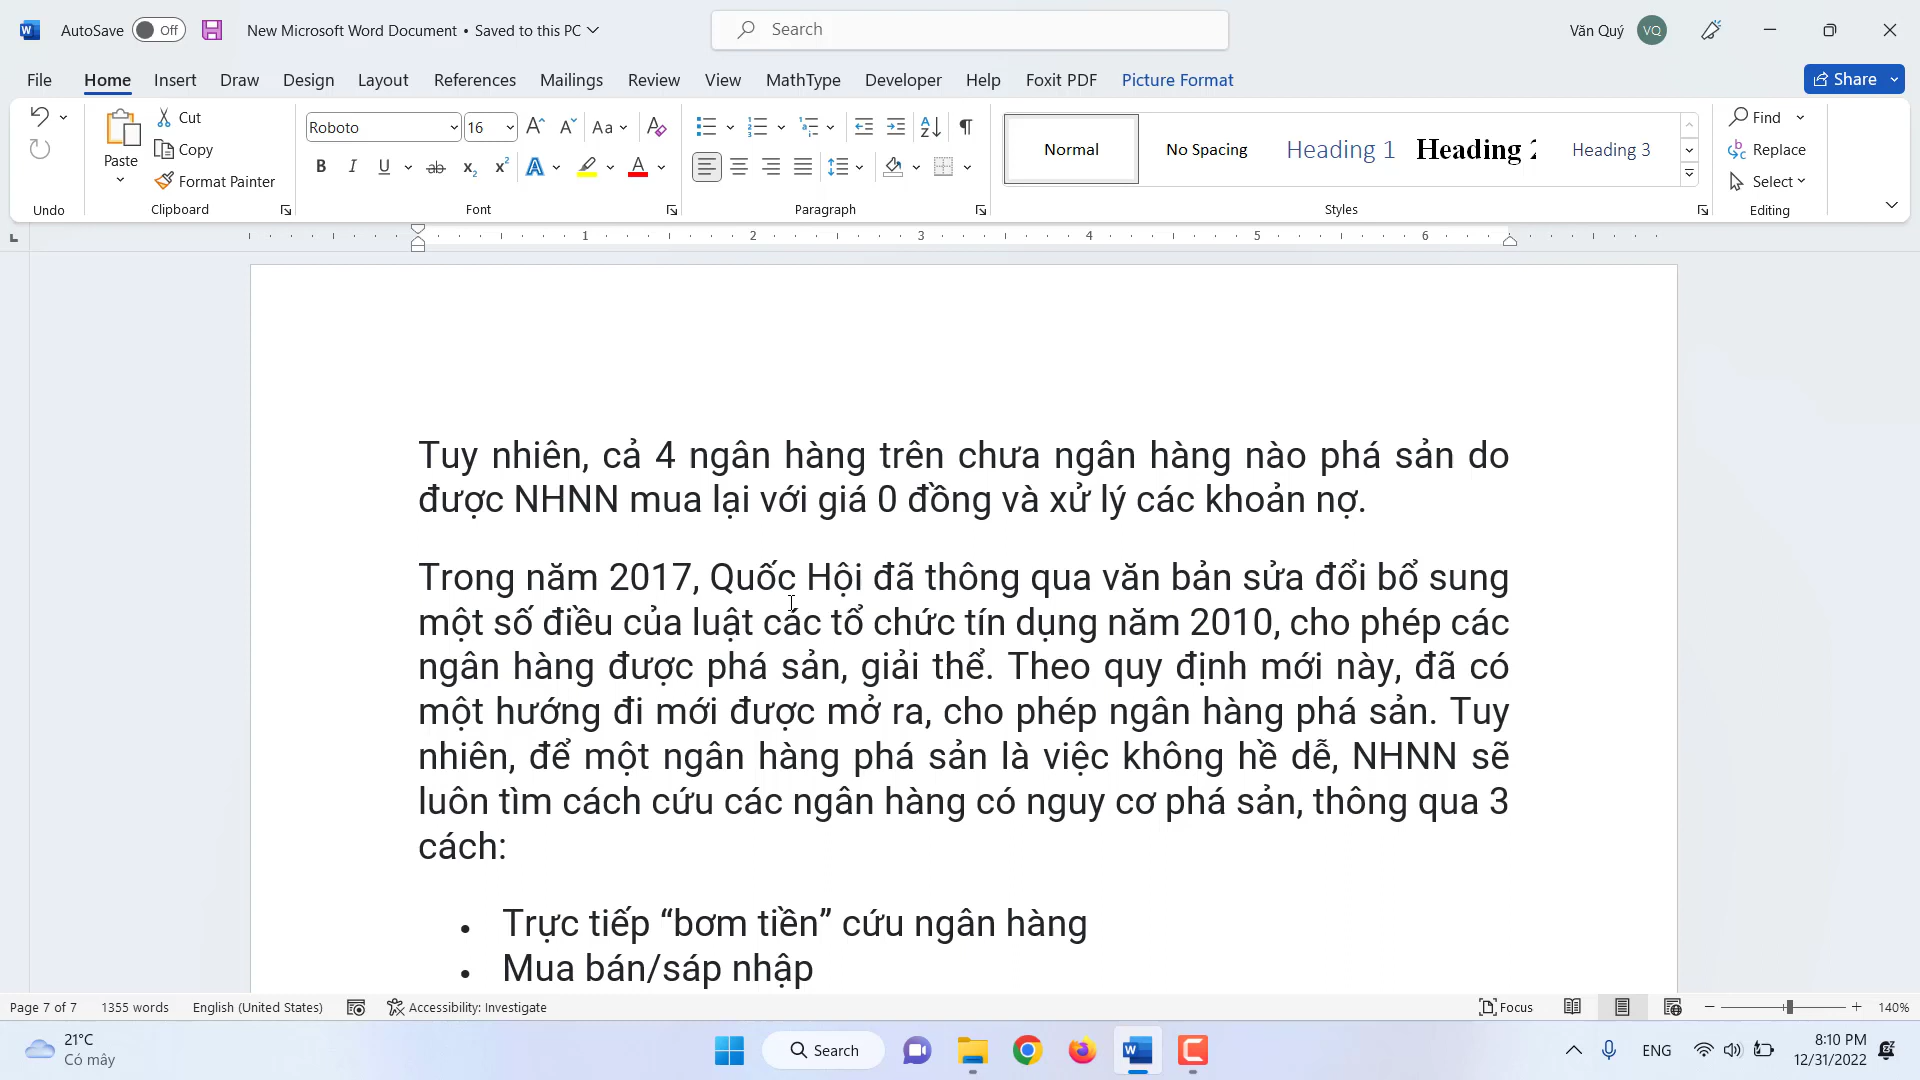 AutoSave Off New Microsoft Word Document • Saved to this PC Search Văn Quý VQ
File Home Insert Draw Design Layout References Mailings Review View MathType Developer Help Foxit PDF Picture Format Share
Paste Cut
Copy
Format Painter
Roboto 16 Aa
Normal No Spacing Heading 1 Heading 2 Heading 3
Find
Replace
Select
Undo Clipboard Font Paragraph Styles Editing
1 2 3 4 5 6
Tuy nhiên, cả 4 ngân hàng trên chưa ngân hàng nào phá sản do
được NHNN mua lại với giá 0 đồng và xử lý các khoản nợ.
Trong năm 2017, Quốc Hội đã thông qua văn bản sửa đổi bổ sung
một số điều của luật các tổ chức tín dụng năm 2010, cho phép các
ngân hàng được phá sản, giải thể. Theo quy định mới này, đã có
một hướng đi mới được mở ra, cho phép ngân hàng phá sản. Tuy
nhiên, để một ngân hàng phá sản là việc không hề dễ, NHNN sẽ
luôn tìm cách cứu các ngân hàng có nguy cơ phá sản, thông qua 3
cách:
• Trực tiếp “bơm tiền” cứu ngân hàng
• Mua bán/sáp nhập
Page 7 of 7 1355 words English (United States) Accessibility: Investigate Focus 140%
21°C
Có mây
Search
ENG
8:10 PM
12/31/2022